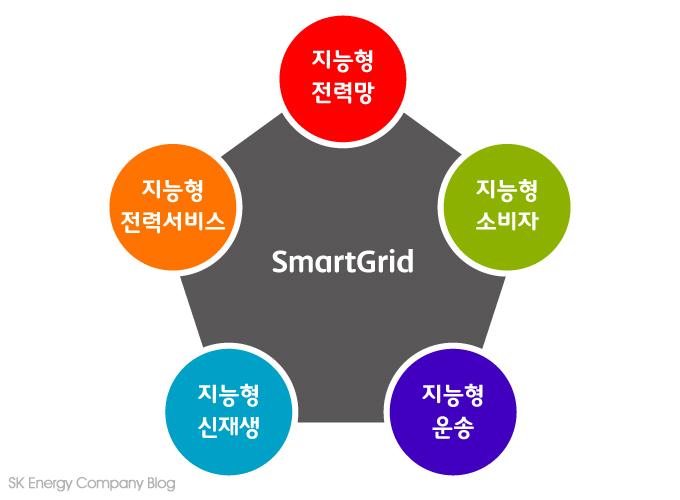 지능형
전력망
지능형
전력서비스
지능형
소비자
SmartGrid
지능형
신재생
지능형
운송
SK Energy Company Blog